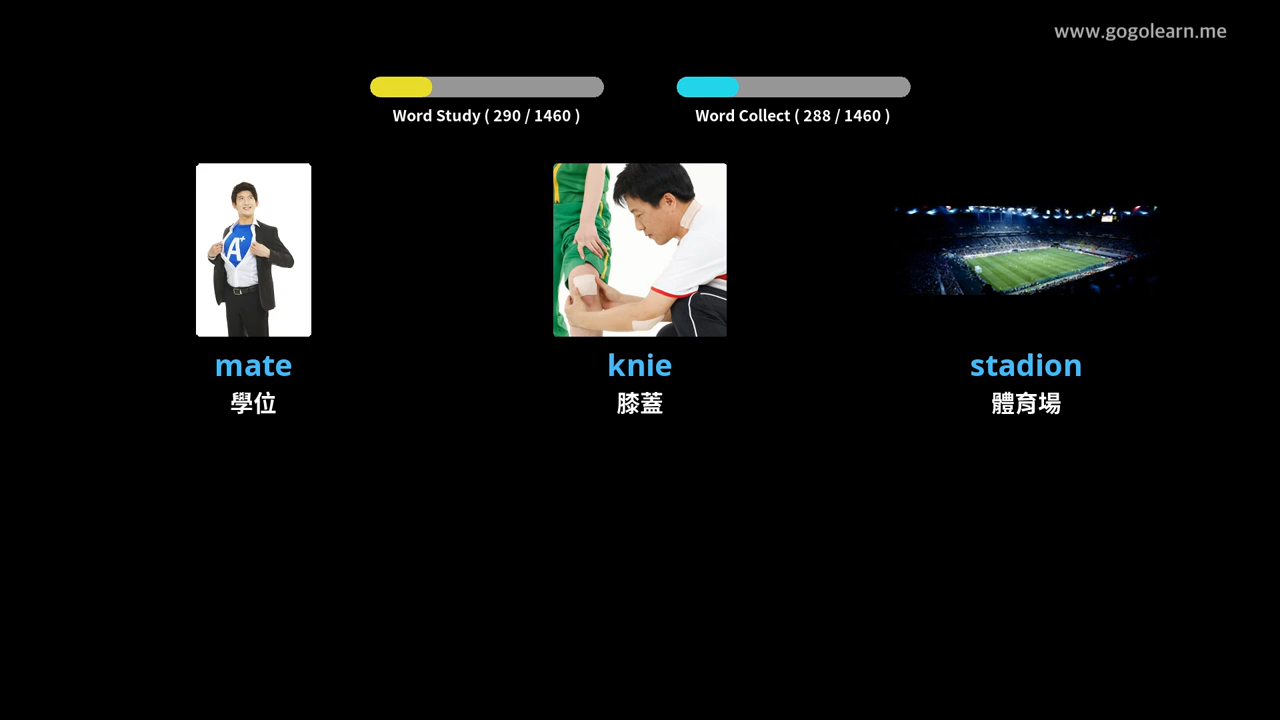 www.gogolearn.me
Word Study ( 290 / 1460 )
Word Collect ( 288 / 1460 )
A+
mate
knie
stadion
學位
膝蓋
體育場